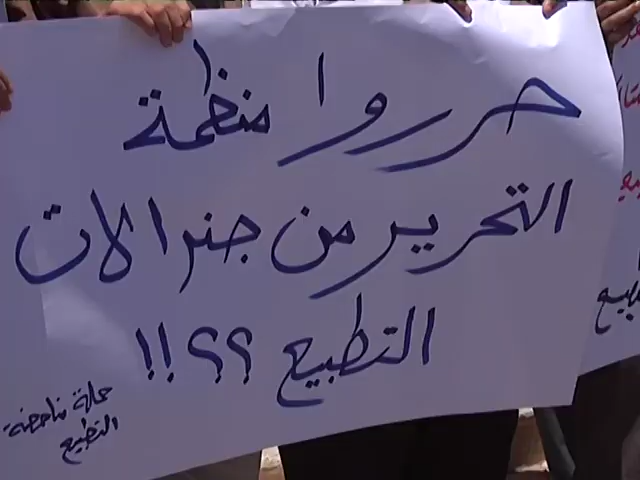 حرروا منظمة
التحرير من جنرالات
التطبيع ؟؟!!
حملة مناهضة
التطبيع